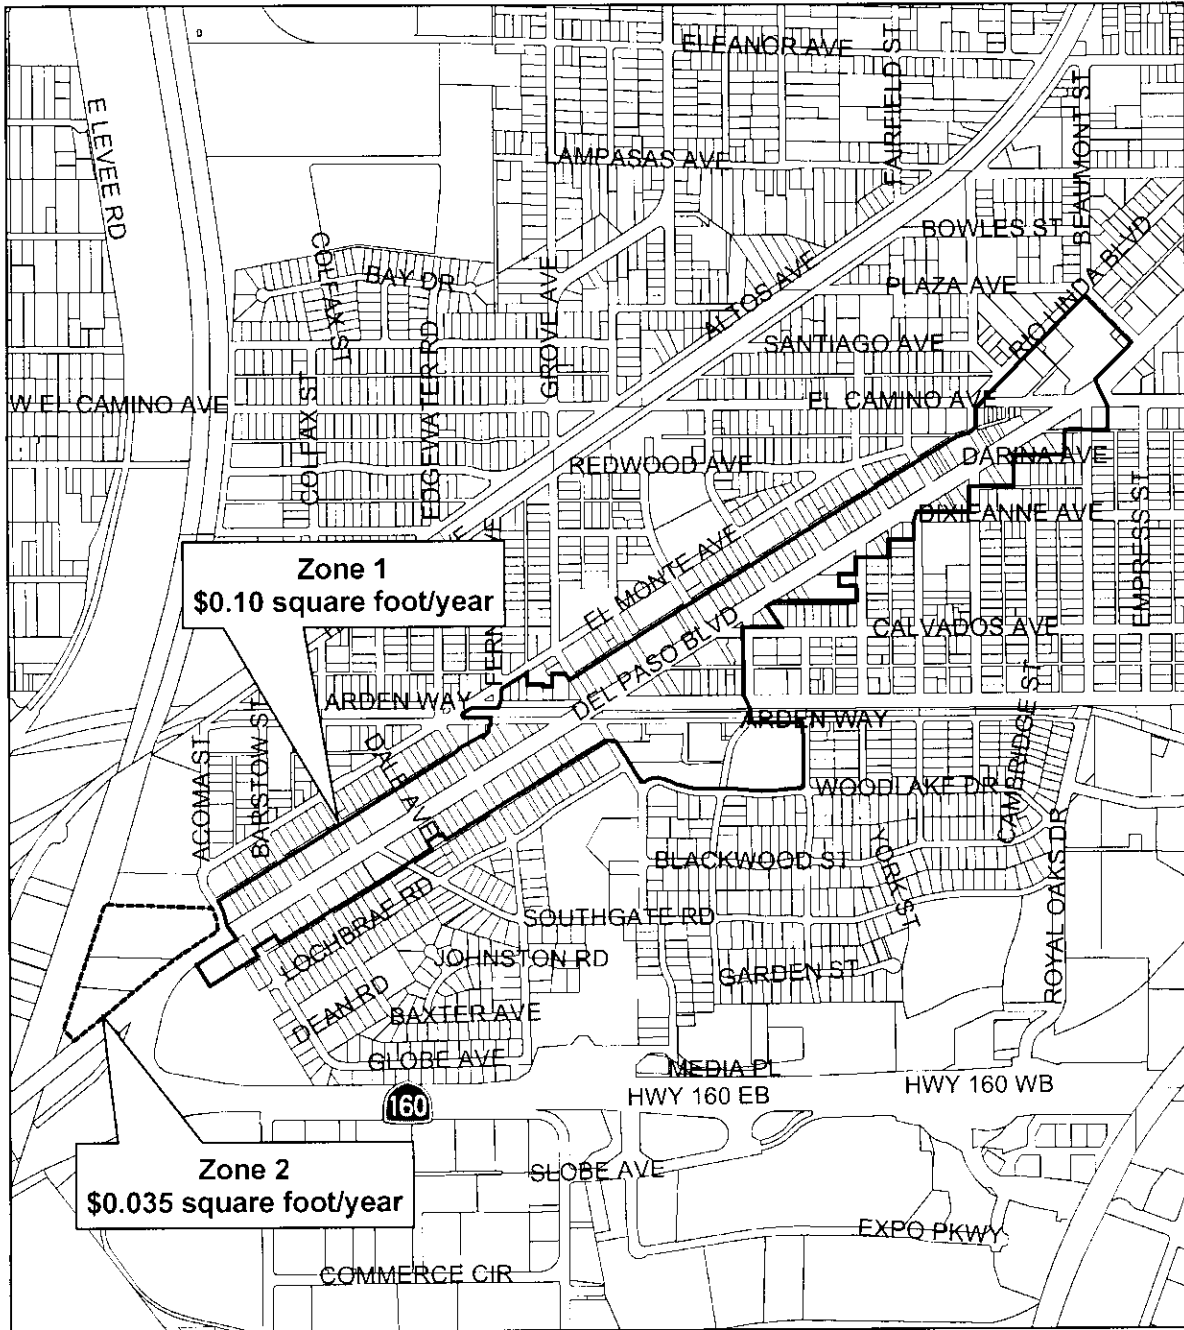 ELEANOR AVE
FAIRFIELD ST
BEAUMONT ST
E LEVEE RD
LAMPASAS AVE
BOWLES ST
COLFAX ST
BAY DR
GROVE AVE
ALTOS AVE
PLAZA AVE
RIO LINDA BLVD
EDGEWATER RD
SANTIAGO AVE
W EL CAMINO AVE
COLFAX ST
EL CAMINO AVE
REDWOOD AVE
DARINA AVE
DIXIEANNE AVE
EMPRESS ST
Zone 1
$0.10 square foot/year
EL MONTE AVE
DEL PASO BLVD
CALVADOS AVE
ARDEN WAY
ARDEN WAY
CAMBRIDGE ST
ACOMA ST
BARSTOW ST
DALE AVE
WOODLAKE DR
BLACKWOOD ST
YORK ST
ROYAL OAKS DR
LOCHBRAE RD
SOUTHGATE RD
JOHNSTON RD
GARDEN ST
DEAN RD
BAXTER AVE
GLOBE AVE
MEDIA PL
HWY 160 EB
HWY 160 WB
160
Zone 2
$0.035 square foot/year
SLOBE AVE
EXPO PKWY
COMMERCE CIR